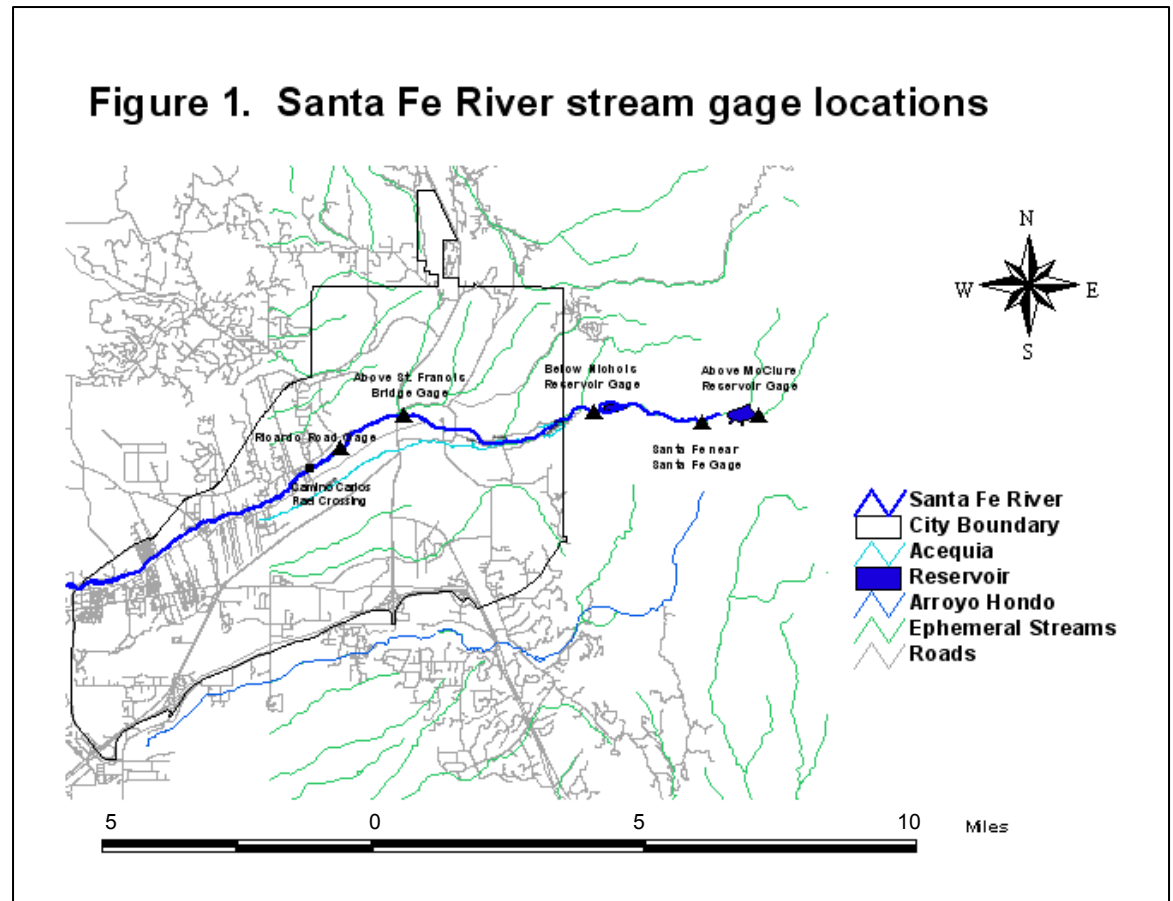 Figure 1. Santa Fe River stream gage locations
N
W
E
S
Above St. Francis
Bridge Gage
Below Nichols
Reservoir Gage
Above McClure
Reservoir Gage
Ricardo Road Gage
Santa Fe near
Santa Fe Gage
Camino Carlos
Rael Crossing
Santa Fe River
City Boundary
Acequia
Reservoir
Arroyo Hondo
Ephemeral Streams
Roads
5 0 5 10 Miles